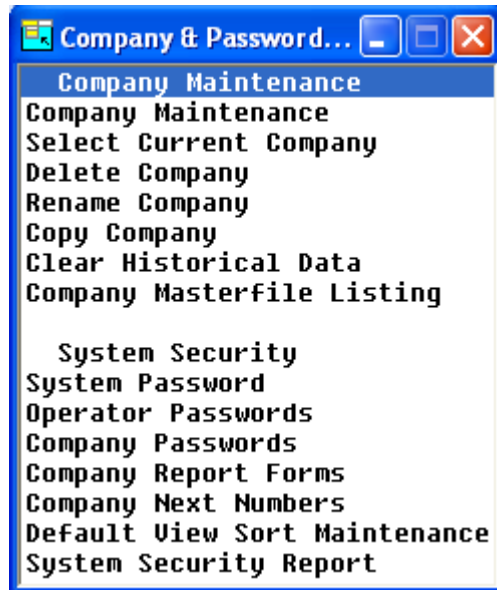 Company & Password...
Company Maintenance
Company Maintenance
Select Current Company
Delete Company
Rename Company
Copy Company
Clear Historical Data
Company Masterfile Listing
System Security
System Password
Operator Passwords
Company Passwords
Company Report Forms
Company Next Numbers
Default View Sort Maintenance
System Security Report